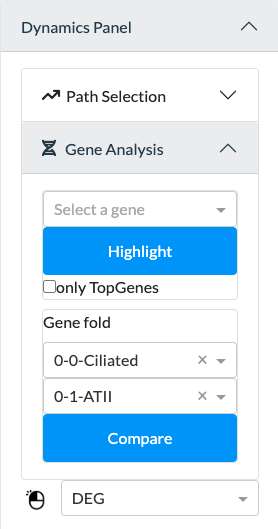 Dynamics Panel
Path Selection
Gene Analysis
Select a gene
Highlight
only TopGenes
Gene fold
0-0-Ciliated
0-1-ATII
Compare
DEG